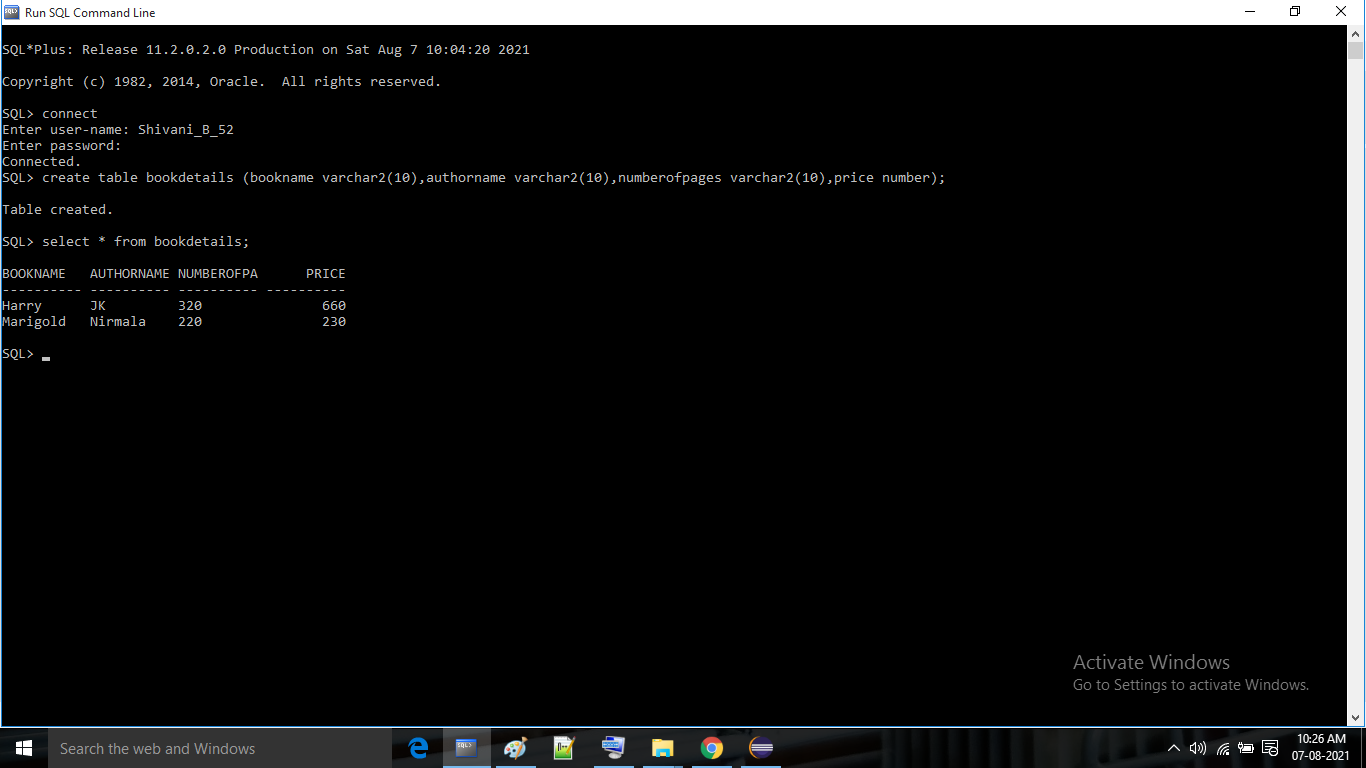 Run SQL Command Line
SQL*Plus: Release 11.2.0.2.0 Production on Sat Aug 7 10:04:20 2021
Copyright (c) 1982, 2014, Oracle.  All rights reserved.
SQL> connect
Enter user-name: Shivani_B_52
Enter password:
Connected.
SQL> create table bookdetails (bookname varchar2(10),authorname varchar2(10),numberofpages varchar2(10),price number);
Table created.
SQL> select * from bookdetails;
BOOKNAME   AUTHORNAME NUMBEROFPA      PRICE
---------- ---------- ---------- ----------
Harry      JK         320               660
Marigold   Nirmala    220               230
SQL> _
Activate Windows
Go to Settings to activate Windows.
Search the web and Windows
10:26 AM
07-08-2021